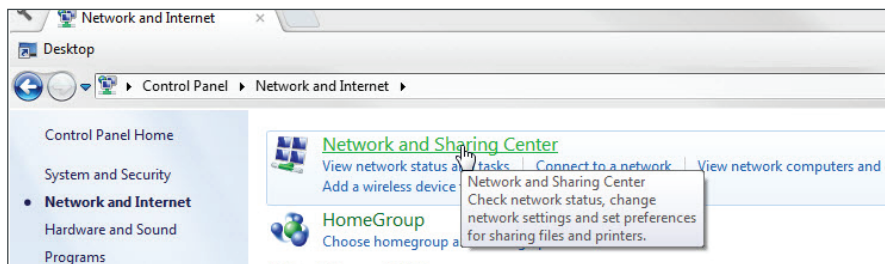 Network and Internet
Desktop
Control Panel
Network and Internet
Control Panel Home
System and Security
Network and Internet
Hardware and Sound
Programs
Network and Sharing Center
View network status tasks Connect to a network View network computers and
Add a wireless device
Network and Sharing Center
Check network status, change
network settings and set preferences
for sharing files and printers.
HomeGroup
Choose homegroup